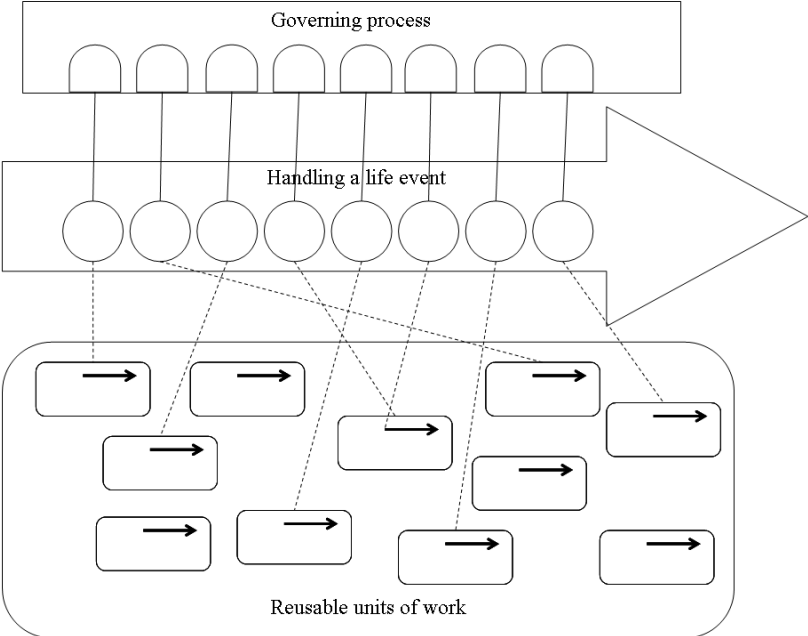 Governing process
Handling a life event
Reusable units of work